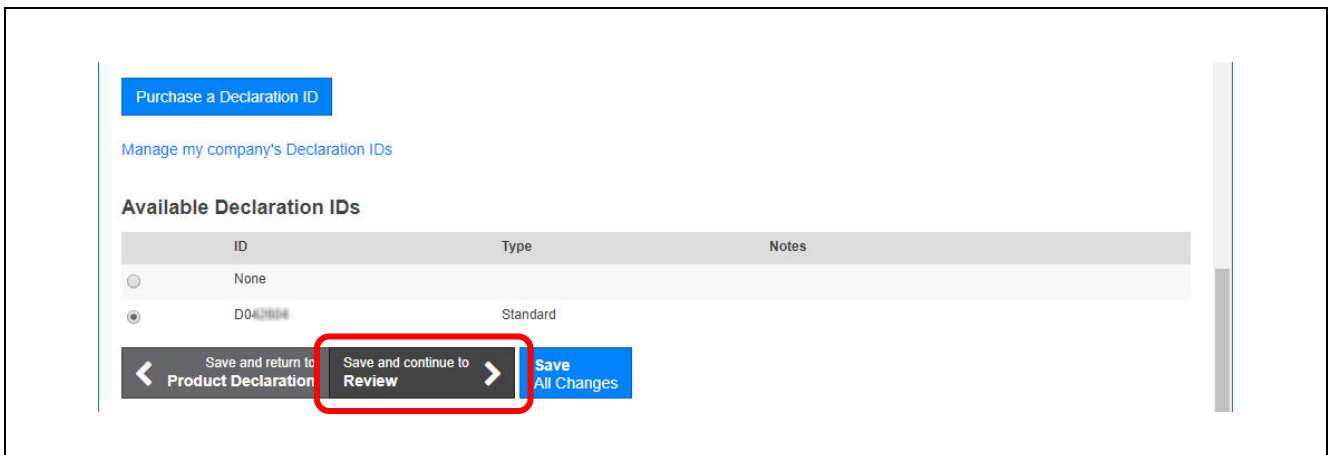 Purchase a Declaration ID
Manage my company's Declaration IDs
Available Declaration IDs
ID Type Notes
None
Standard
Save and return to Save and continue to Save
Product Declaration Review All Changes